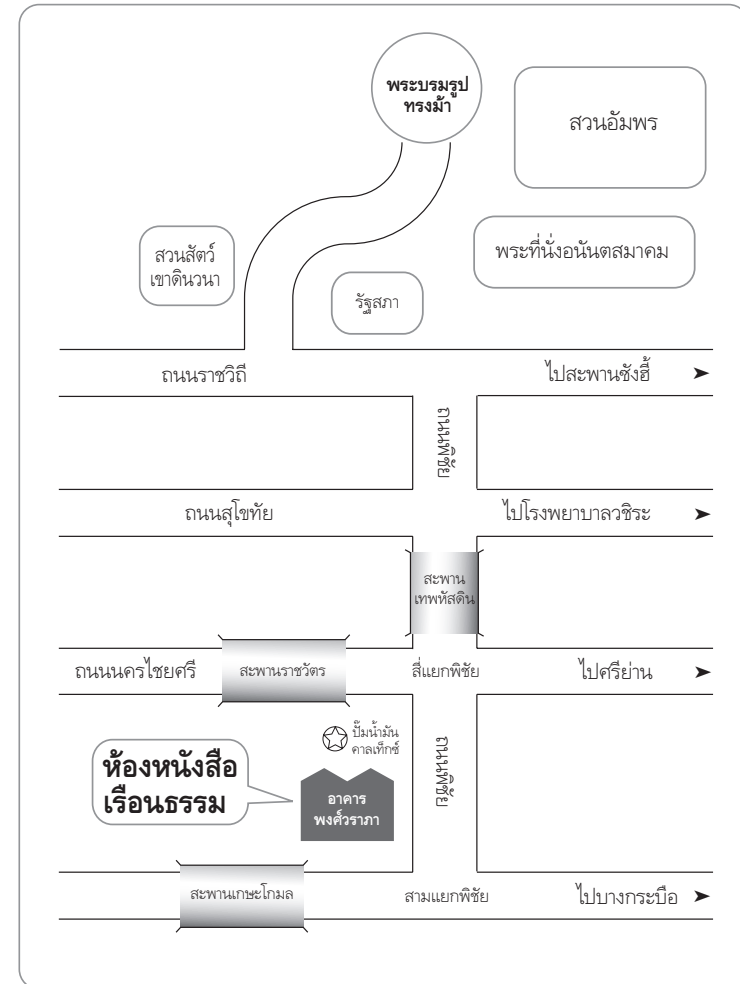 พระบรมรูป
ทรงม้า
สวนอัมพร
สวนสัตว์
เขาดินวนา
พระที่นั่งอนันตสมาคม
รัฐสภา
ถนนราชวิถี
ไปสะพานซังฮี้
ถนนพิชัย
ถนนสุโขทัย
ไปโรงพยาบาลวชิระ
สะพาน
เทพหัสดิน
ถนนนครไชยศรี
สะพานราชวัตร
สี่แยกพิชัย
ไปศรีย่าน
ปั๊มน้ำมัน
คาลเท็กซ์
ถนนพิชัย
ห้องหนังสือ
เรือนธรรม
อาคาร
พงศ์วราภา
สะพานเกษะโกมล
สามแยกพิชัย
ไปบางกระบือ